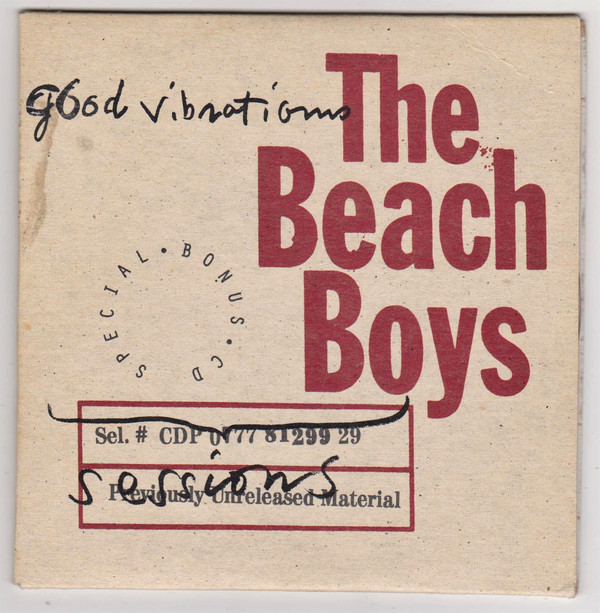 good vibrations
The
Beach
Boys
SPECIAL • BONUS • CD
Sel. # CDP 0777 81299 29
sessions
Previously Unreleased Material